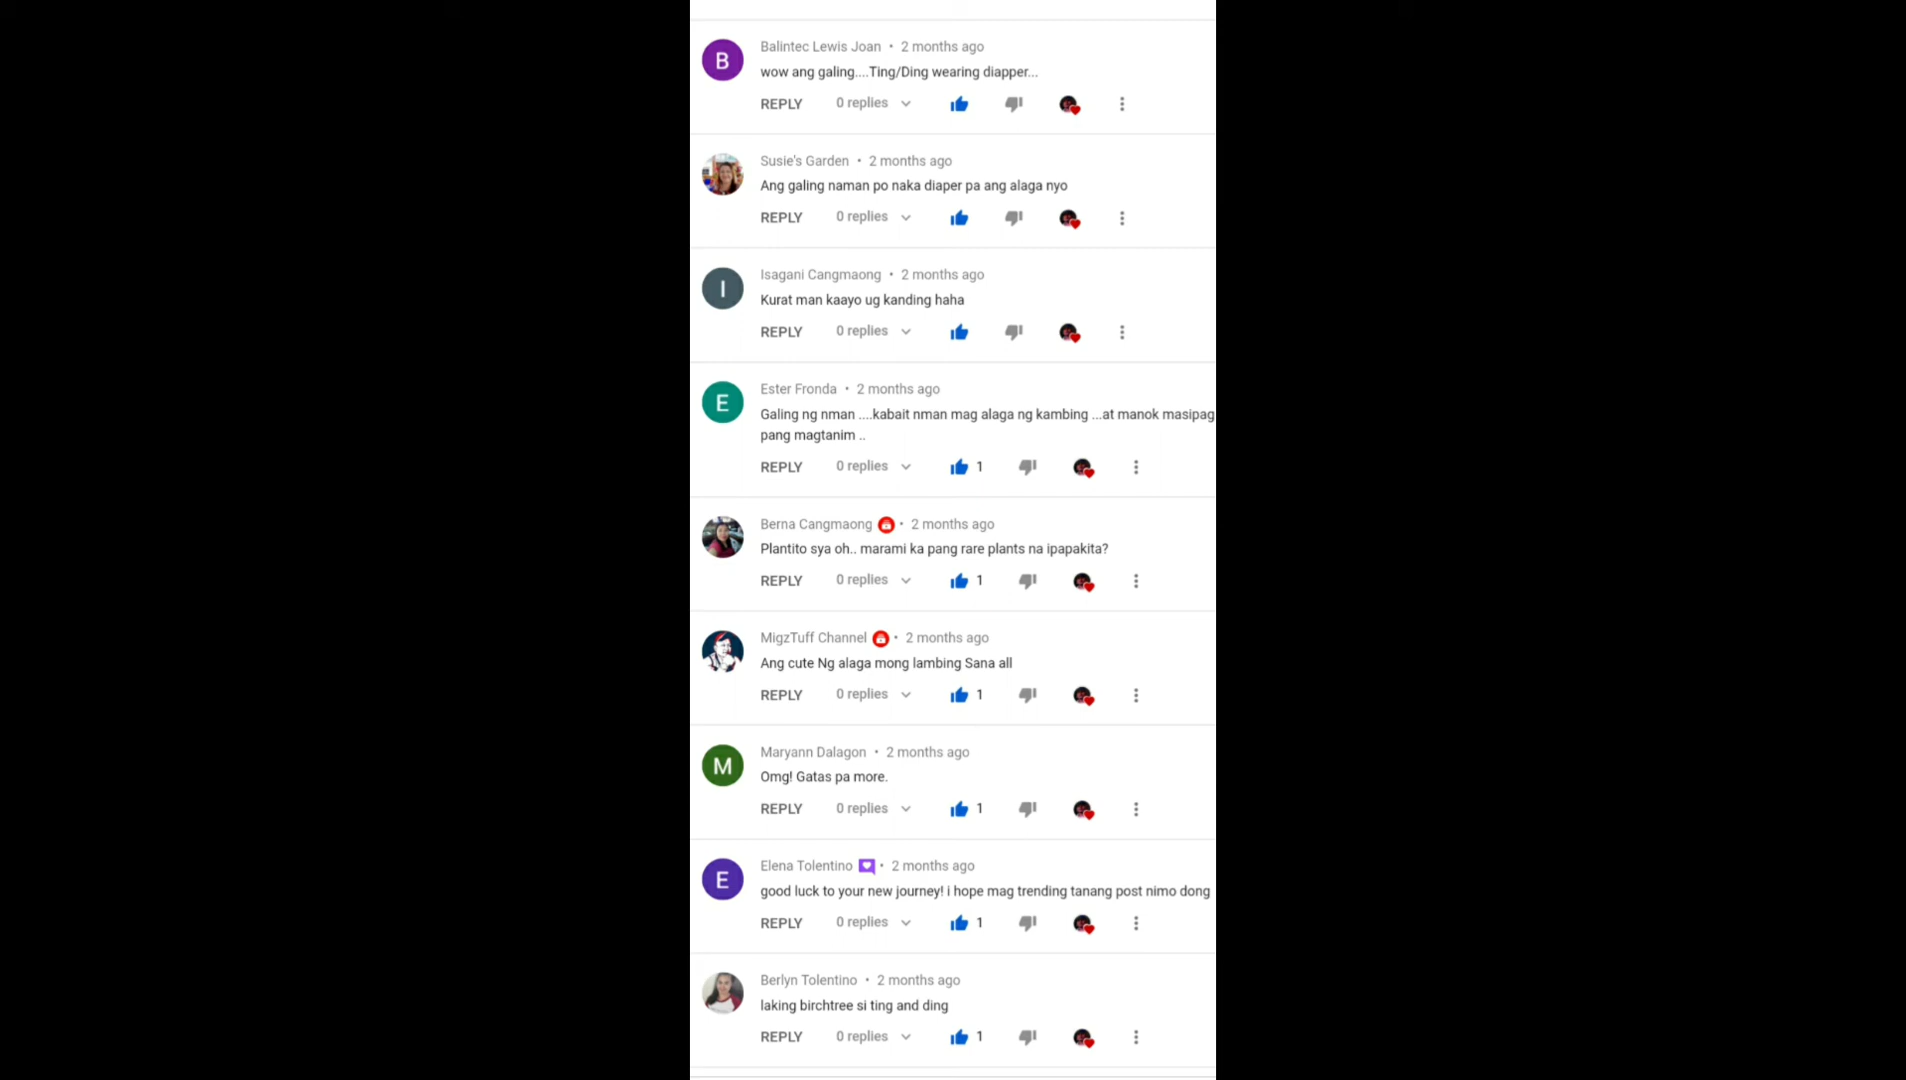 B
Balintec Lewis Joan • 2 months ago
wow ang galing....Ting/Ding wearing diapper...
REPLY 0 replies
Susie's Garden • 2 months ago
Ang galing naman po naka diaper pa ang alaga nyo
REPLY 0 replies
I
Isagani Cangmaong • 2 months ago
Kurat man kaayo ug kanding haha
REPLY 0 replies
E
Ester Fronda • 2 months ago
Galing ng nman ....kabait nman mag alaga ng kambing ...at manok masipag
pang magtanim ..
REPLY 0 replies 1
Berna Cangmaong • 2 months ago
Plantito sya oh.. marami ka pang rare plants na ipapakita?
REPLY 0 replies 1
MigzTuff Channel • 2 months ago
Ang cute Ng alaga mong lambing Sana all
REPLY 0 replies 1
M
Maryann Dalagon • 2 months ago
Omg! Gatas pa more.
REPLY 0 replies 1
E
Elena Tolentino • 2 months ago
good luck to your new journey! i hope mag trending tanang post nimo dong
REPLY 0 replies 1
Berlyn Tolentino • 2 months ago
laking birchtree si ting and ding
REPLY 0 replies 1